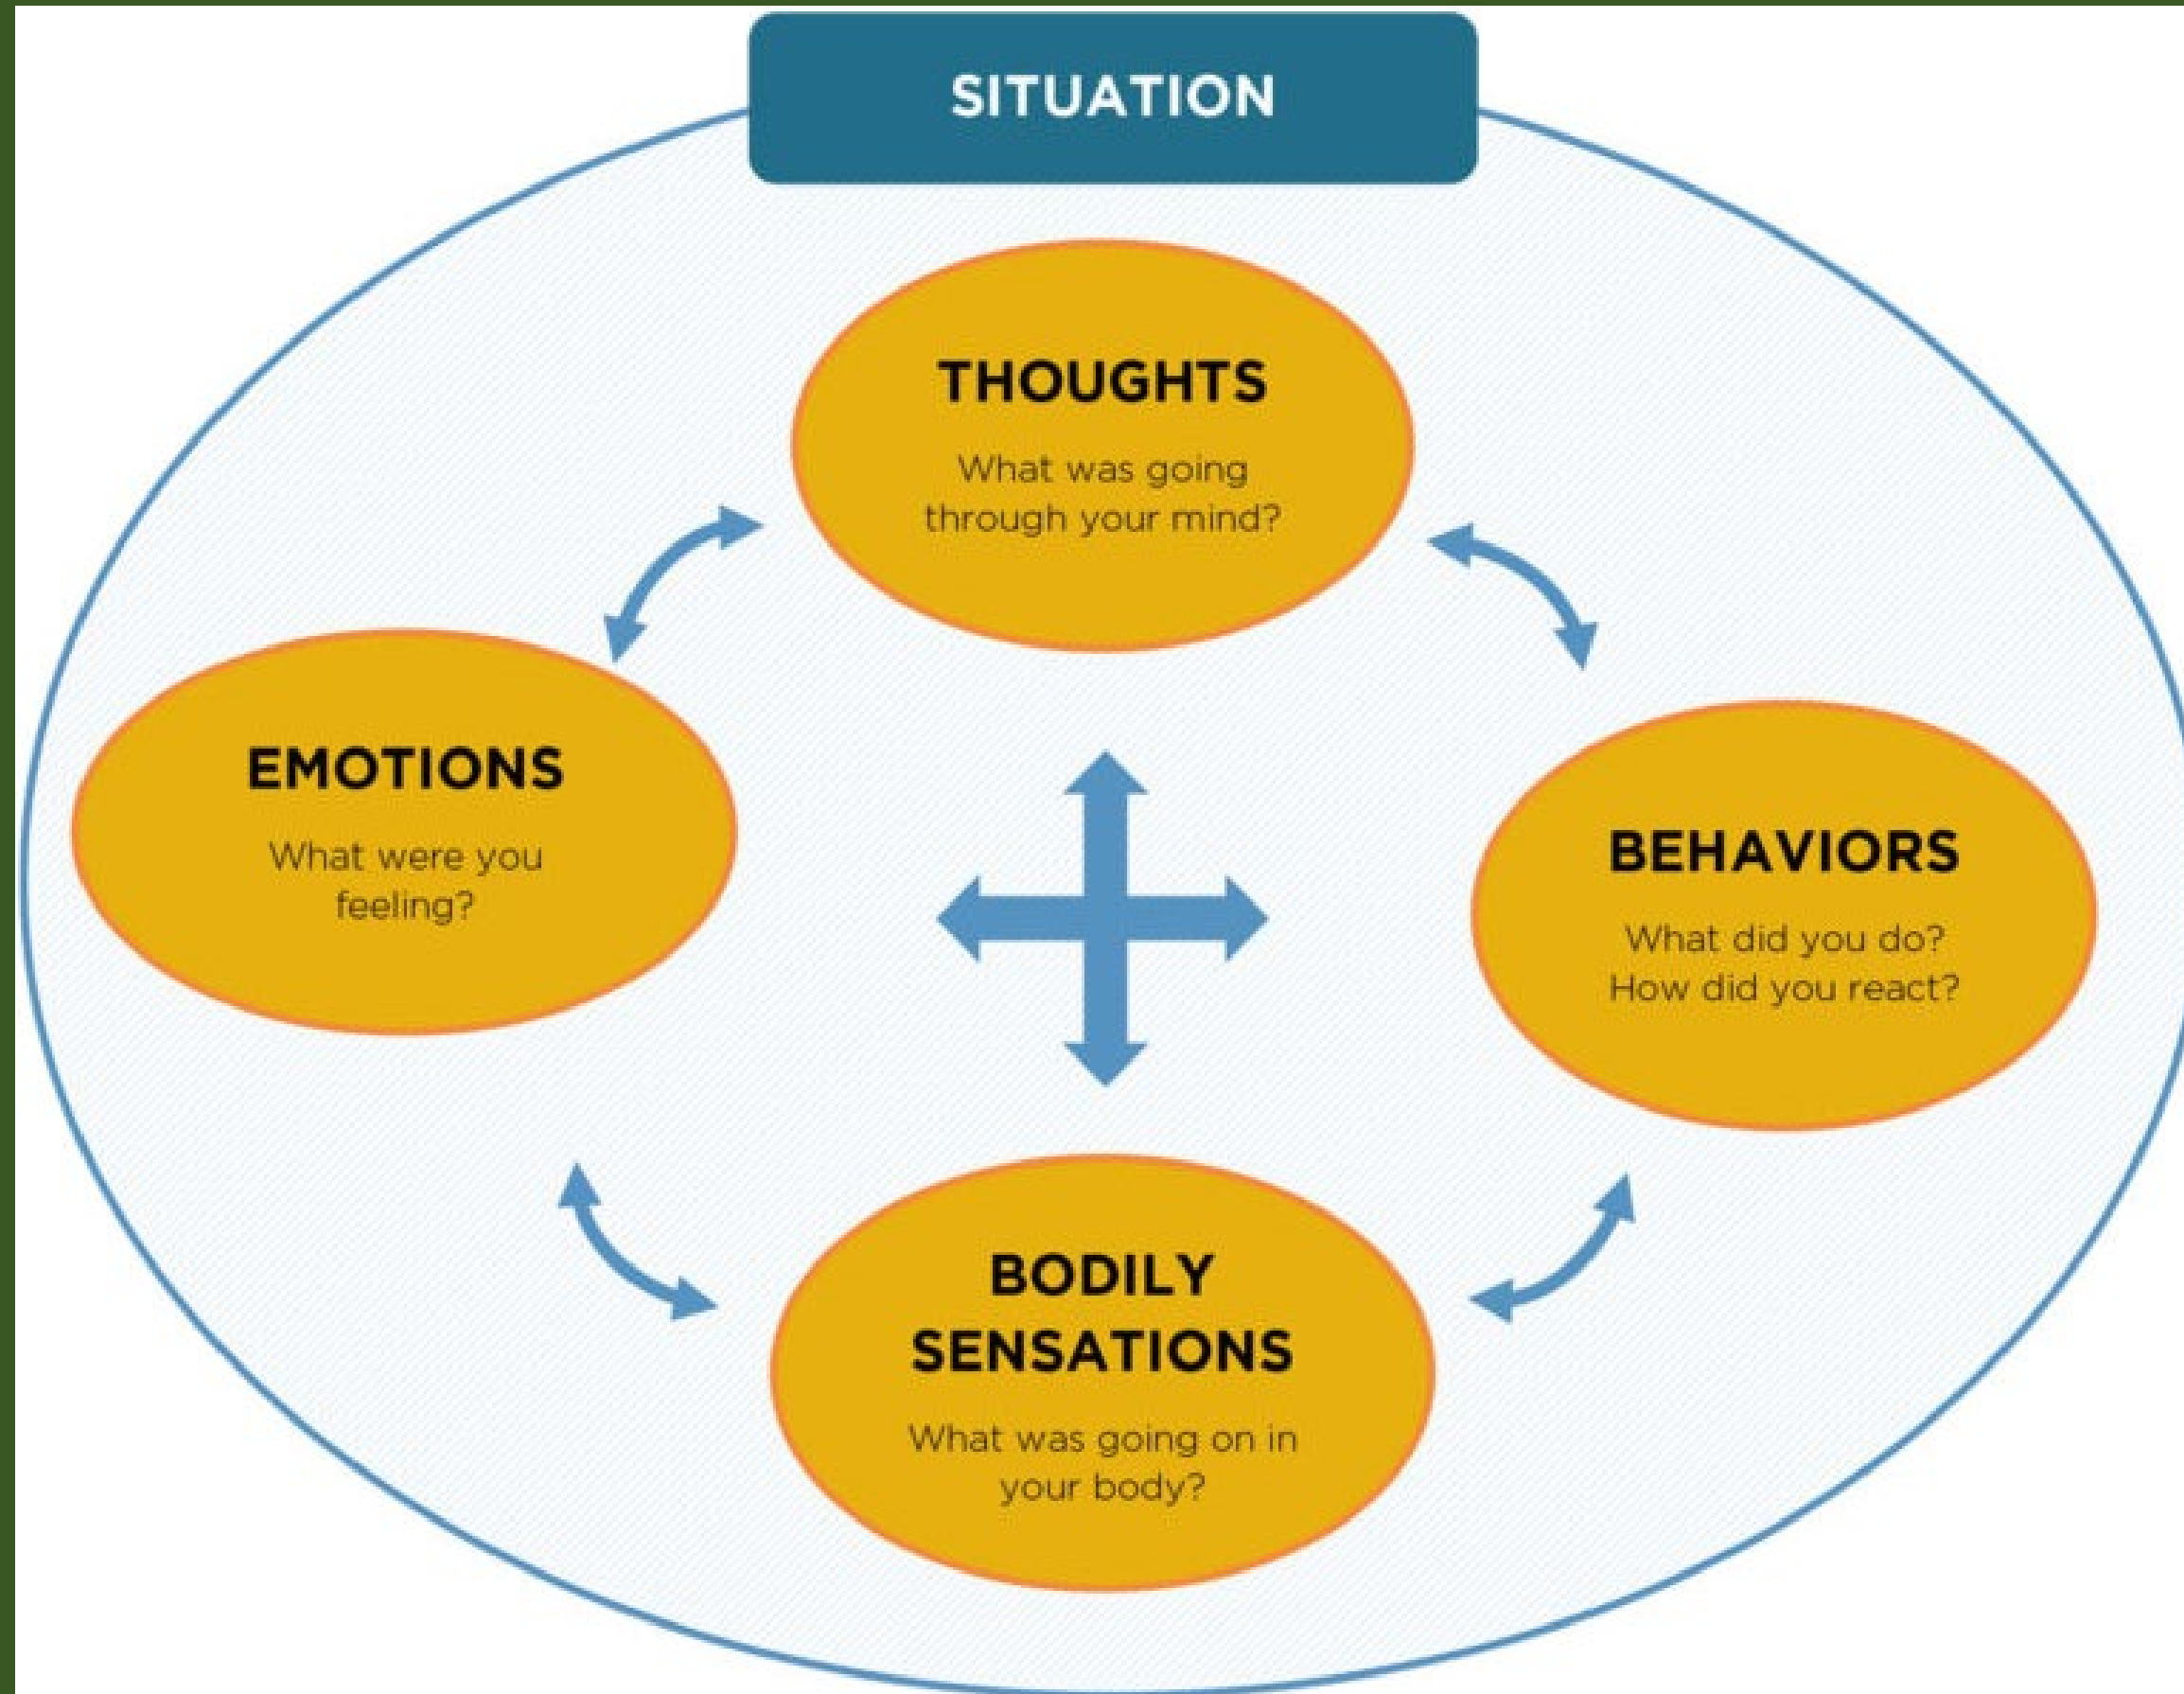 SITUATION
THOUGHTS
What was going
through your mind?
EMOTIONS
What were you
feeling?
BEHAVIORS
What did you do?
How did you react?
BODILY
SENSATIONS
What was going on in
your body?